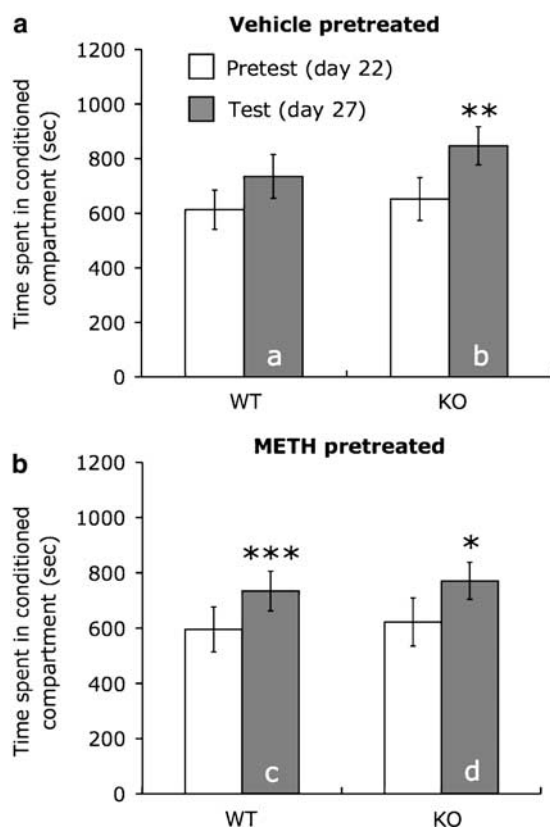 a
Vehicle pretreated
Time spent in conditioned
compartment (sec)
1200
1000
800
600
400
200
0
Pretest (day 22)
Test (day 27)
**
a
b
WT
KO
b
METH pretreated
Time spent in conditioned
compartment (sec)
1200
1000
800
600
400
200
0
***
*
c
d
WT
KO